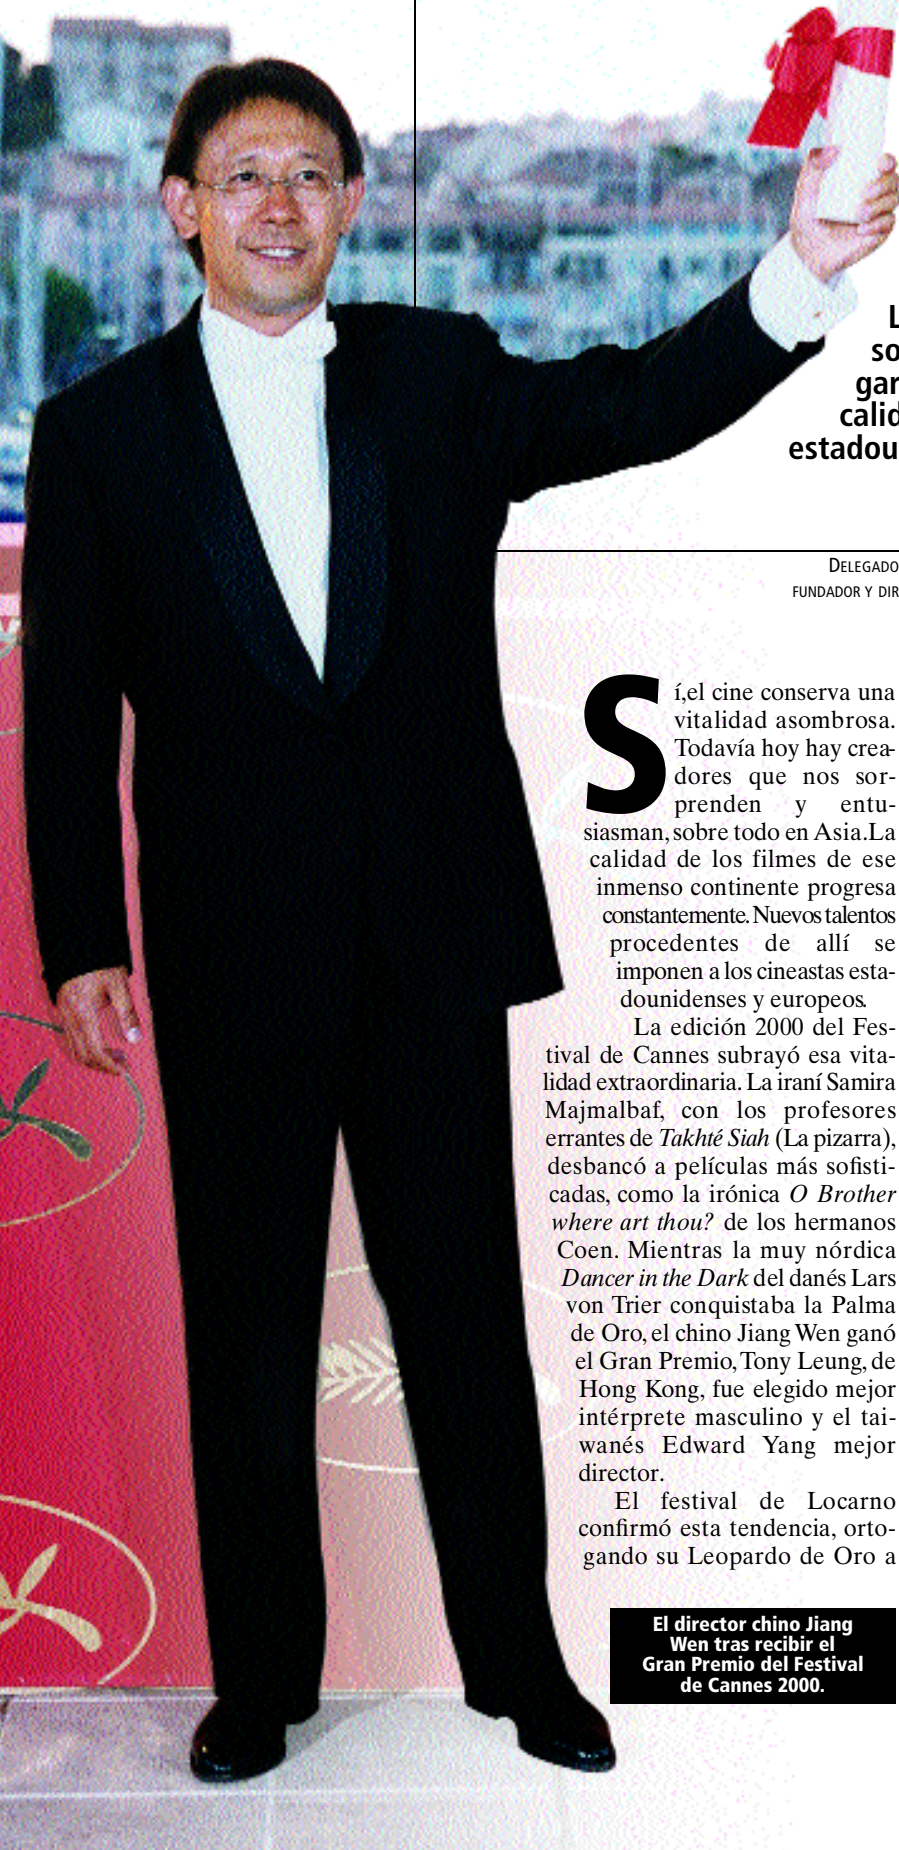 L
so
gar
calid
estadou
DELEGADO
FUNDADOR Y DIR
Sí,el cine conserva una
vitalidad asombrosa.
Todavía hoy hay crea-
dores que nos sor-
prenden y entu-
siasman, sobre todo en Asia.La
calidad de los filmes de ese
inmenso continente progresa
constantemente. Nuevos talentos
procedentes de allí se
imponen a los cineastas esta-
dounidenses y europeos.
La edición 2000 del Fes-
tival de Cannes subrayó esa vita-
lidad extraordinaria. La iraní Samira
Majmalbaf, con los profesores
errantes de Takhté Siah (La pizarra),
desbancó a películas más sofisti-
cadas, como la irónica O Brother
where art thou? de los hermanos
Coen. Mientras la muy nórdica
Dancer in the Dark del danés Lars
von Trier conquistaba la Palma
de Oro, el chino Jiang Wen ganó
el Gran Premio, Tony Leung, de
Hong Kong, fue elegido mejor
intérprete masculino y el tai-
wanés Edward Yang mejor
director.
El festival de Locarno
confirmó esta tendencia, orto-
gando su Leopardo de Oro a
El director chino Jiang
Wen tras recibir el
Gran Premio del Festival
de Cannes 2000.